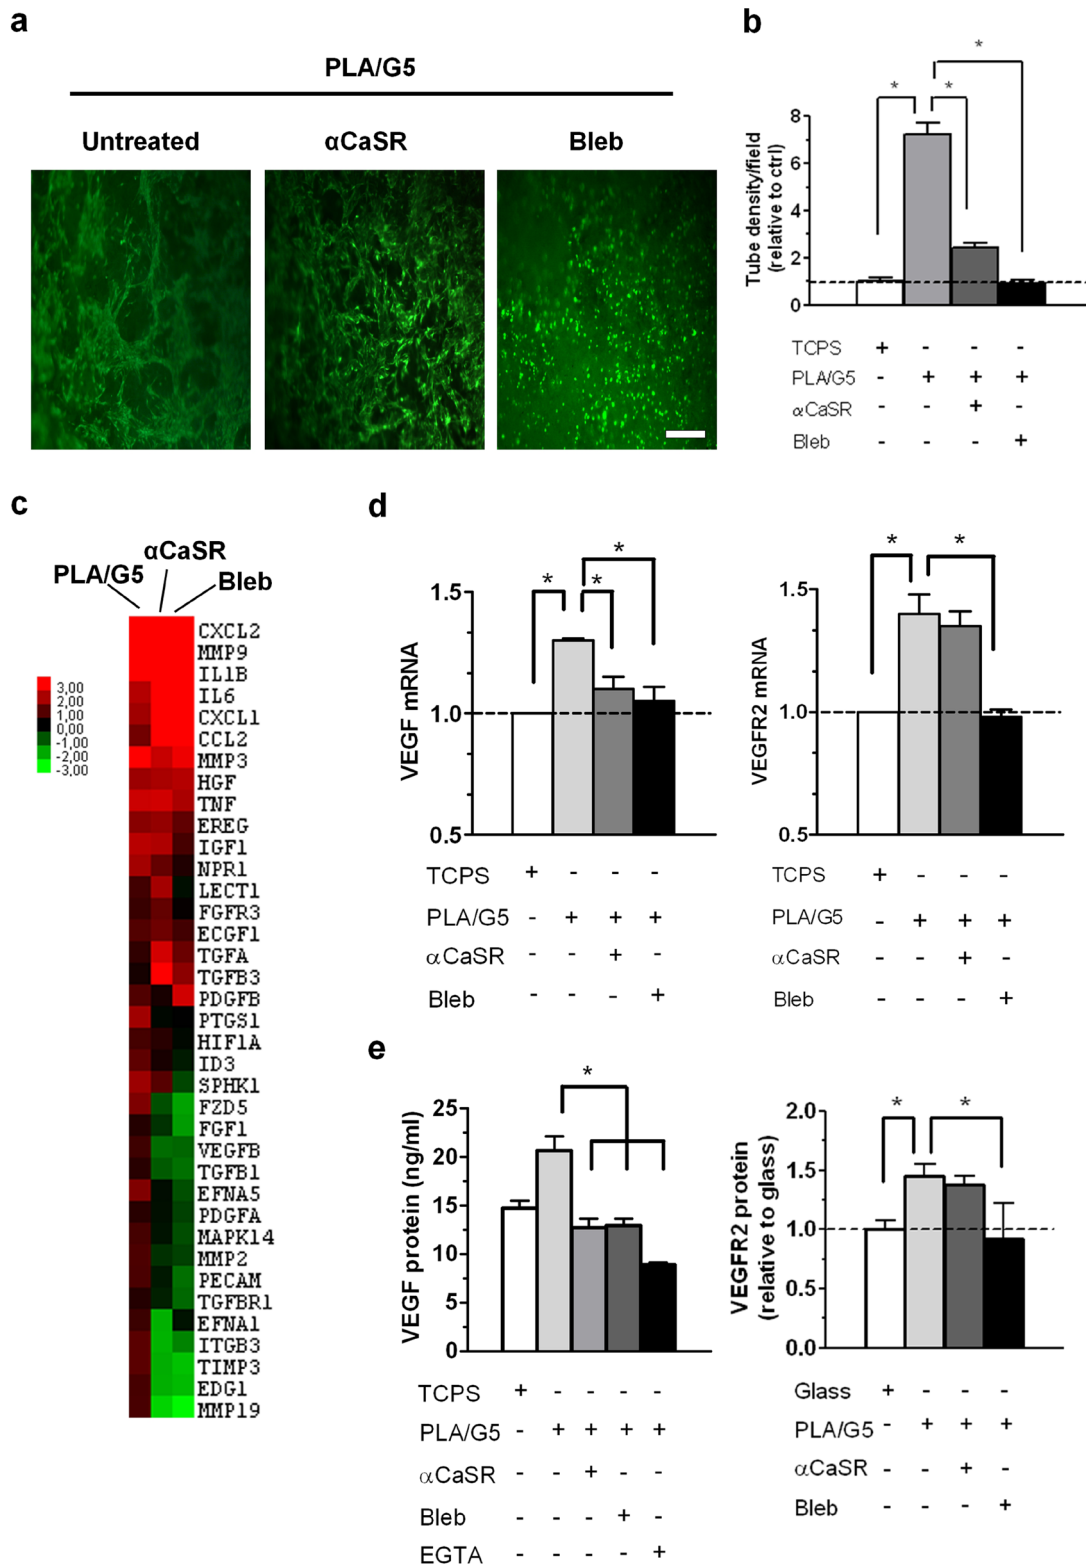 a
PLA/G5
Untreated αCaSR Bleb
b
* * *
Tube density/field
(relative to ctrl)
8
6
4
2
0
TCPS + - - -
PLA/G5 - + + +
αCaSR - - + -
Bleb - - - +
c
αCaSR
PLA/G5 Bleb
3,00
2,00
1,00
0,00
-1,00
-2,00
-3,00
CXCL2
MMP9
IL1B
IL6
CXCL1
CCL2
MMP3
HGF
TNF
EREG
IGF1
NPR1
LECT1
FGFR3
ECGF1
TGFA
TGFB3
PDGFB
PTGS1
HIF1A
ID3
SPHK1
FZD5
FGF1
VEGFB
TGFB1
EFNA5
PDGFA
MAPK14
MMP2
PECAM
TGFBR1
EFNA1
ITGB3
TIMP3
EDG1
MMP19
d
* * *
VEGF mRNA
1.5
1.0
0.5
TCPS + - - -
PLA/G5 - + + +
αCaSR - - + -
Bleb - - - +
* *
VEGFR2 mRNA
1.5
1.0
0.5
TCPS + - - -
PLA/G5 - + + +
αCaSR - - + -
Bleb - - - +
e
*
VEGF protein (ng/ml)
25
20
15
10
5
0
TCPS + - - - -
PLA/G5 - + + + +
αCaSR - - + - -
Bleb - - - + -
EGTA - - - - +
* *
VEGFR2 protein
(relative to glass)
2.0
1.5
1.0
0.5
0.0
Glass + - - -
PLA/G5 - + + +
αCaSR - - + -
Bleb - - - +